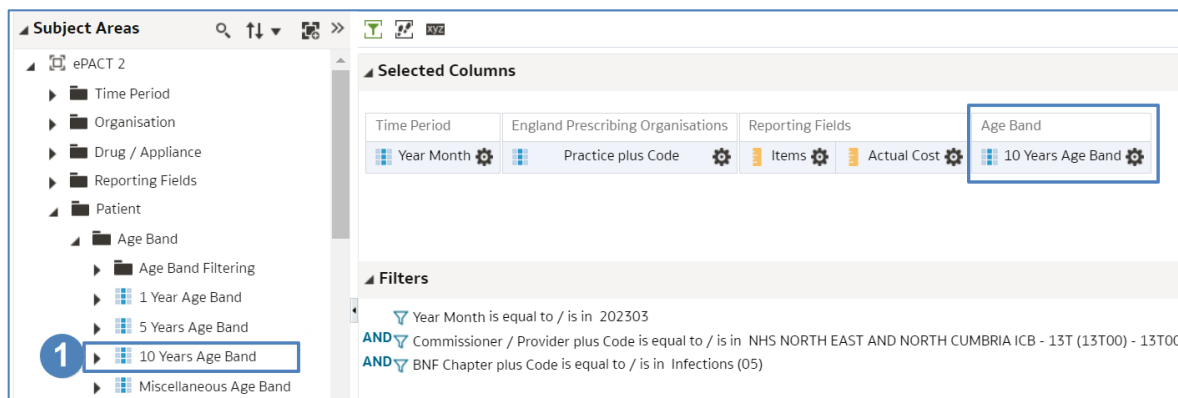 Subject Areas
ePACT 2
Time Period
Organisation
Drug / Appliance
Reporting Fields
Patient
Age Band
Age Band Filtering
1 Year Age Band
5 Years Age Band
1
10 Years Age Band
Miscellaneous Age Band
xyz
Selected Columns
Time Period England Prescribing Organisations Reporting Fields Age Band
Year Month Practice plus Code Items Actual Cost 10 Years Age Band
Filters
Year Month is equal to / is in 202303
AND Commissioner / Provider plus Code is equal to / is in NHS NORTH EAST AND NORTH CUMBRIA ICB - 13T (13T00) - 13T00
AND BNF Chapter plus Code is equal to / is in Infections (05)